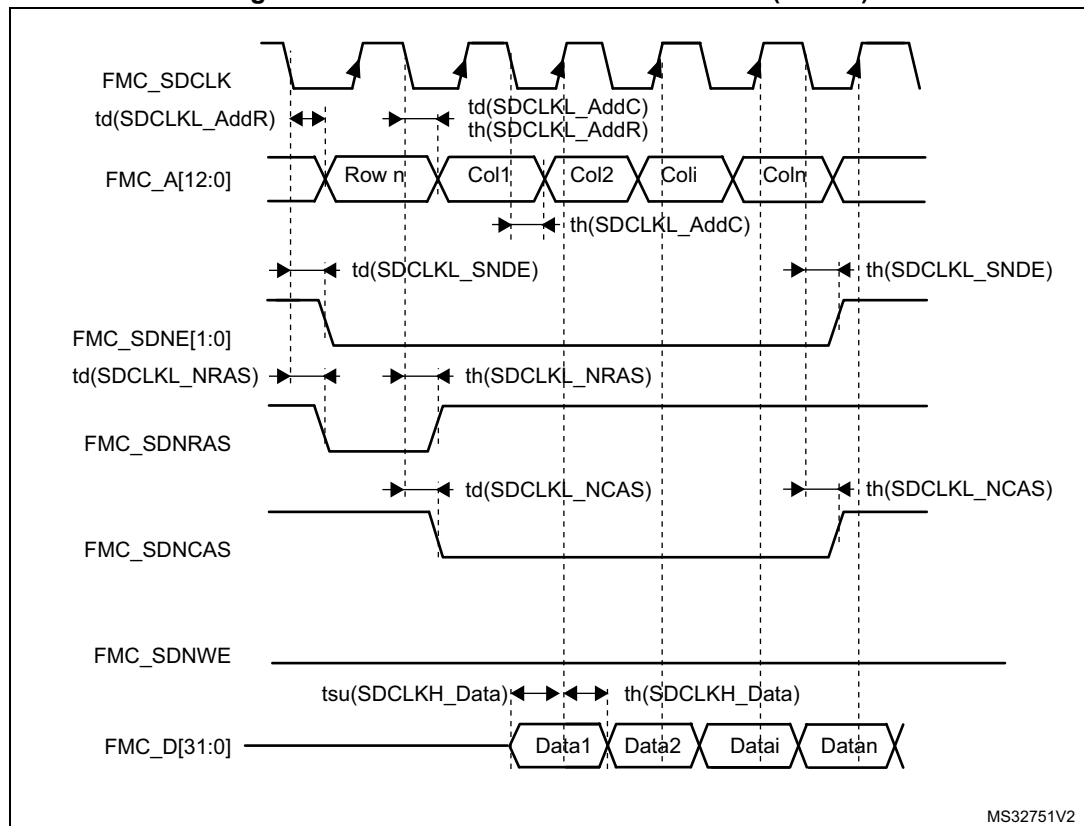 FMC_SDCLK
td(SDCLKL_AddR)
td(SDCLKL_AddC)
th(SDCLKL_AddR)
FMC_A[12:0]
Row n
Col1
Col2
Coli
Coln
th(SDCLKL_AddC)
td(SDCLKL_SNDE)
th(SDCLKL_SNDE)
FMC_SDNE[1:0]
td(SDCLKL_NRAS)
th(SDCLKL_NRAS)
FMC_SDNRAS
td(SDCLKL_NCAS)
th(SDCLKL_NCAS)
FMC_SDNCAS
FMC_SDNWE
tsu(SDCLKH_Data)
th(SDCLKH_Data)
FMC_D[31:0]
Data1
Data2
Datai
Datan
MS32751V2